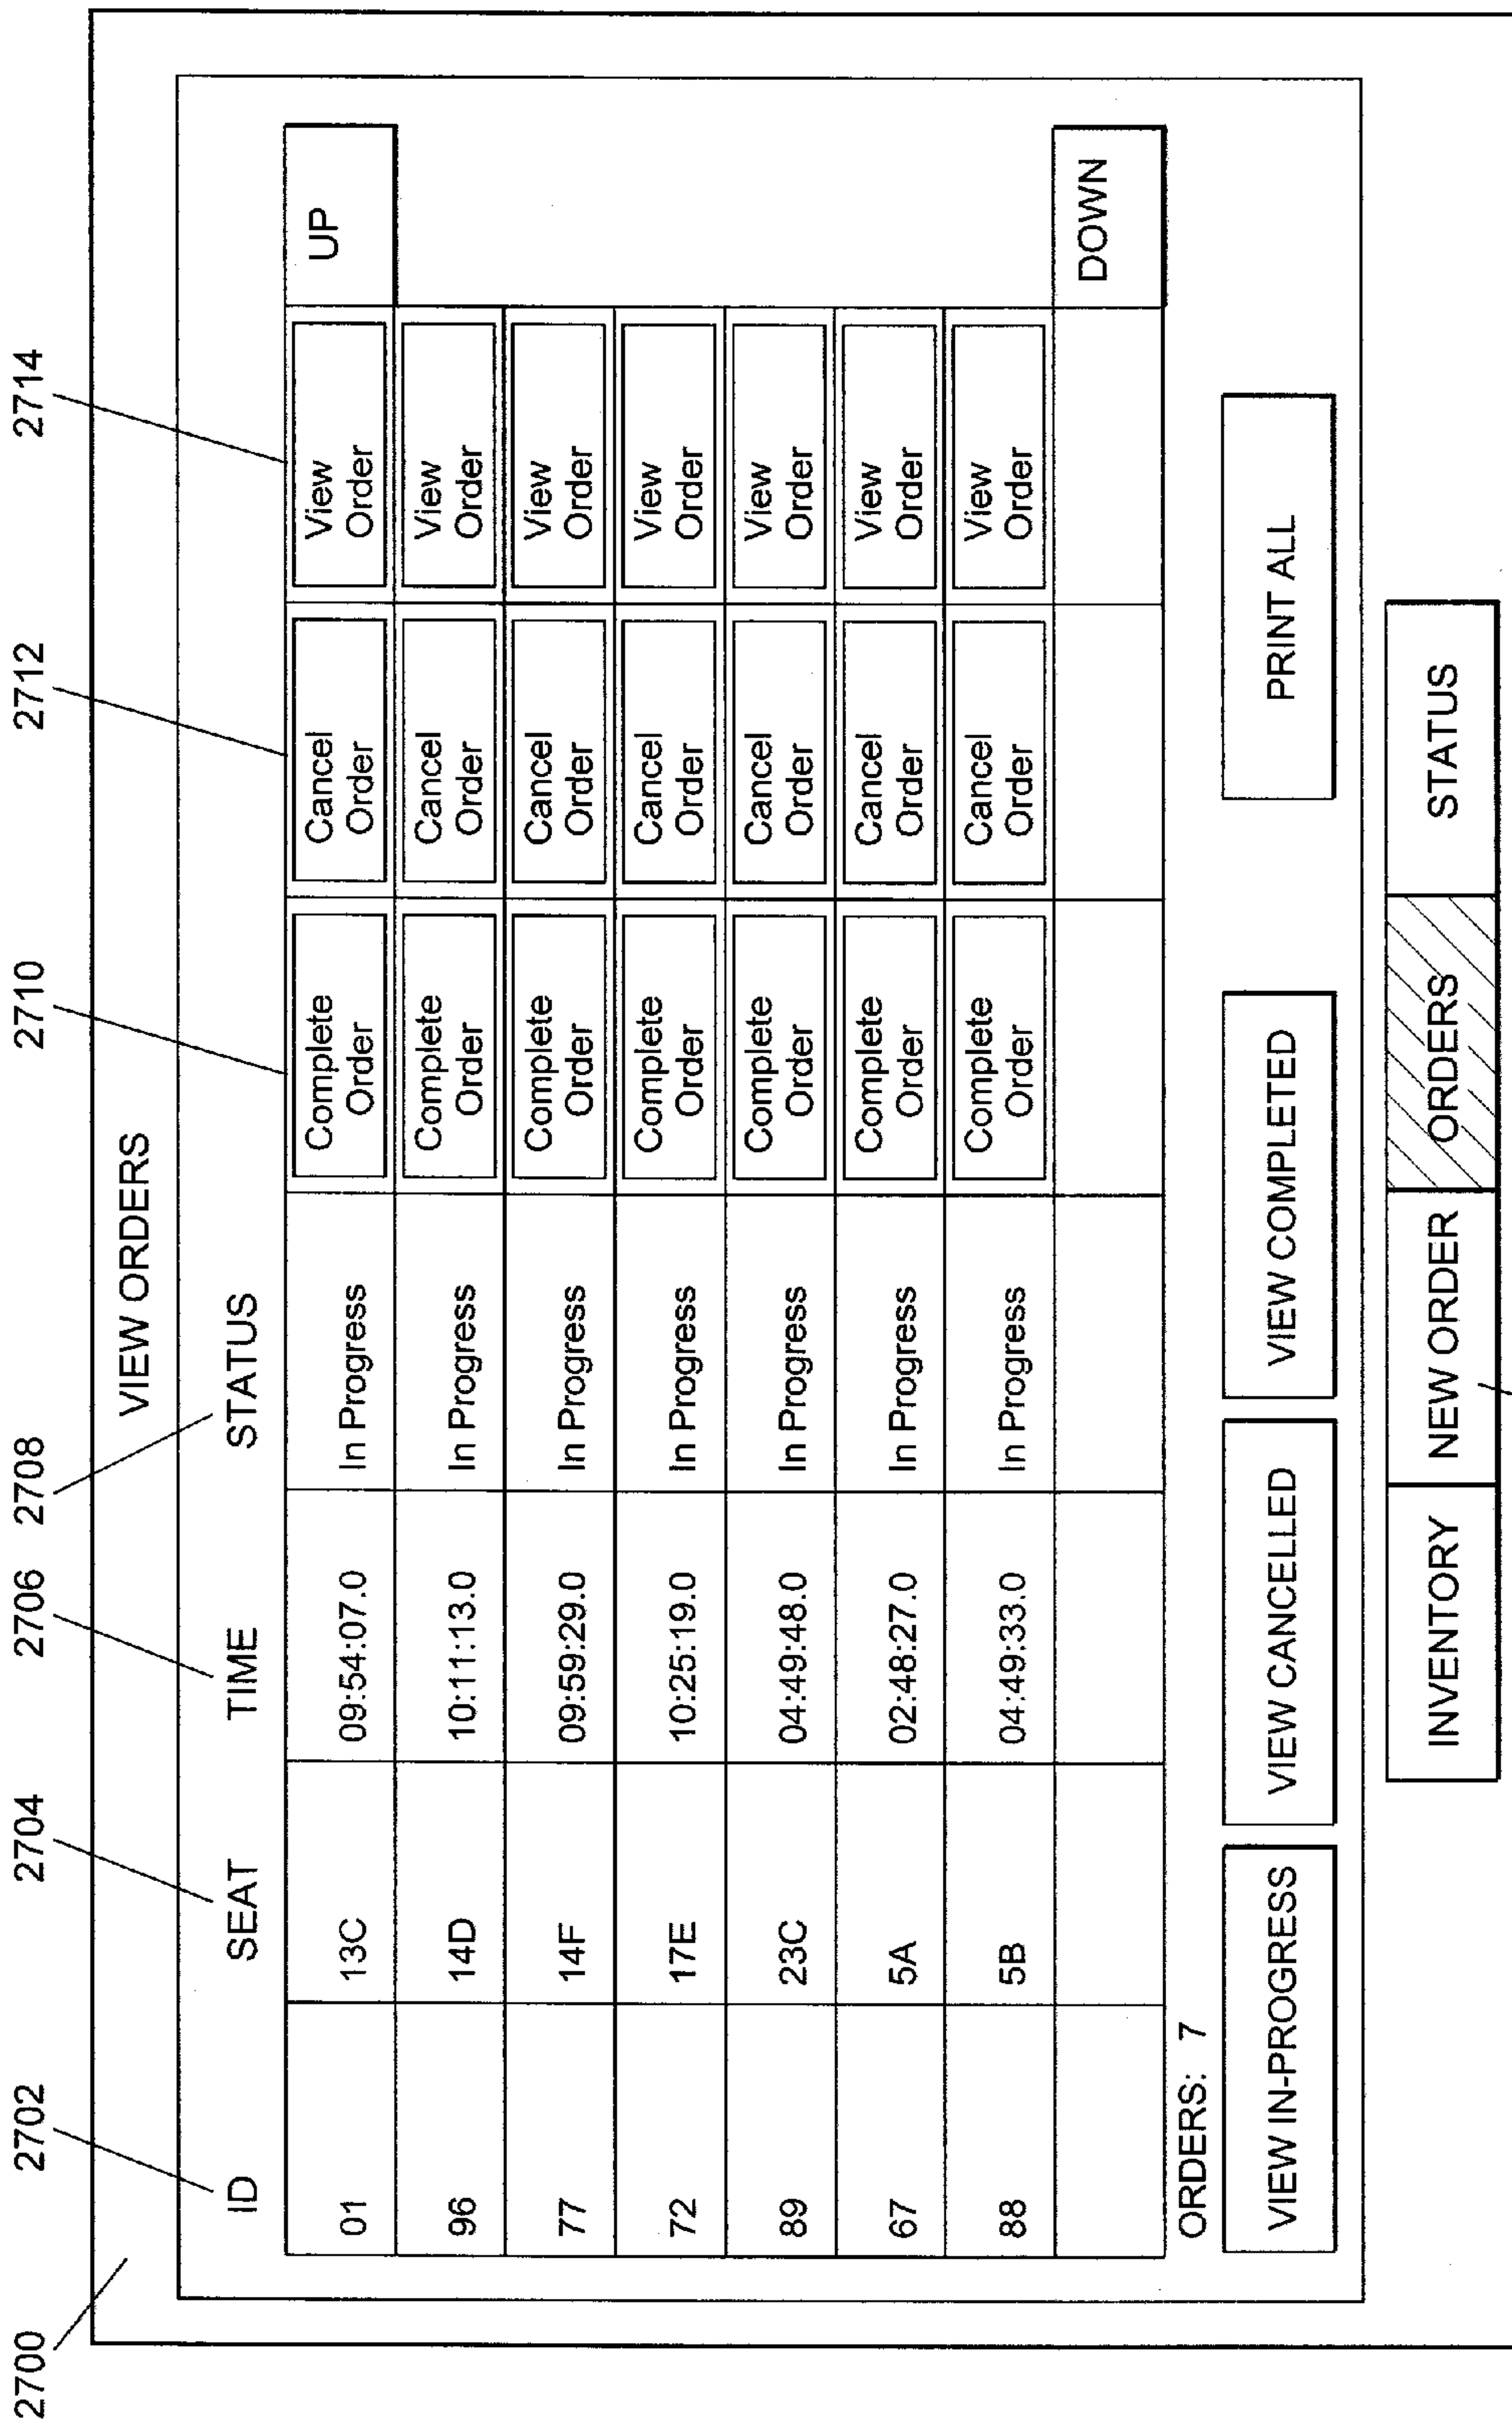 2700
2702
2704
2706
2708
2710
2712
2714
VIEW ORDERS
ID SEAT TIME STATUS
01 13C 09:54:07.0 In Progress Complete Order Cancel Order View Order UP
96 14D 10:11:13.0 In Progress Complete Order Cancel Order View Order
77 14F 09:59:29.0 In Progress Complete Order Cancel Order View Order
72 17E 10:25:19.0 In Progress Complete Order Cancel Order View Order
89 23C 04:49:48.0 In Progress Complete Order Cancel Order View Order
67 5A 02:48:27.0 In Progress Complete Order Cancel Order View Order
88 5B 04:49:33.0 In Progress Complete Order Cancel Order View Order
DOWN
ORDERS: 7
VIEW IN-PROGRESS VIEW CANCELLED VIEW COMPLETED PRINT ALL
INVENTORY NEW ORDER ORDERS STATUS